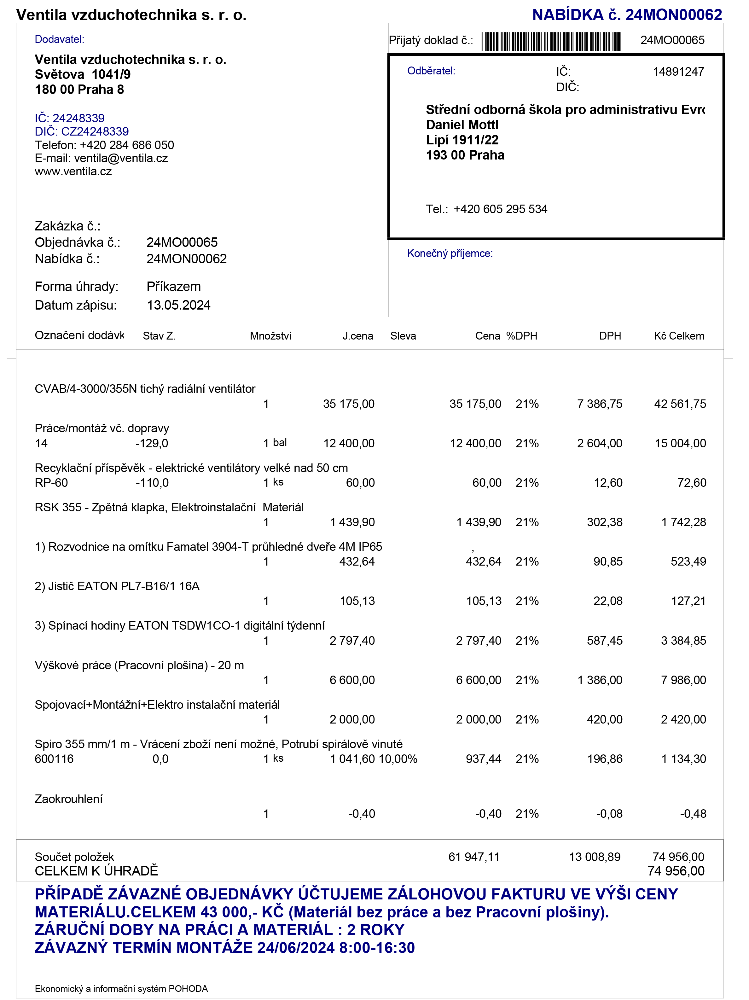 Ventila vzduchotechnika s. r. o.
NABÍDKA č. 24MON00062
Dodavatel:
Ventila vzduchotechnika s. r. o.
Světova  1041/9
180 00 Praha 8
IČ: 24248339
DIČ: CZ24248339
Telefon: +420 284 686 050
E-mail: ventila@ventila.cz
www.ventila.cz
Zakázka č.:
Objednávka č.: 24MO00065
Nabídka č.: 24MON00062
Forma úhrady: Příkazem
Datum zápisu: 13.05.2024
Přijatý doklad č.: 24MO00065
Odběratel: IČ: 14891247
DIČ:
Střední odborná škola pro administrativu Evro
Daniel Mottl
Lipí 1911/22
193 00 Praha
Tel.: +420 605 295 534
Konečný příjemce:
Označení dodávk Stav Z. Množství J.cena Sleva Cena %DPH DPH Kč Celkem
CVAB/4-3000/355N tichý radiální ventilátor
1 35 175,00 35 175,00 21% 7 386,75 42 561,75
Práce/montáž vč. dopravy
14 -129,0 1 bal 12 400,00 12 400,00 21% 2 604,00 15 004,00
Recyklační příspěvěk - elektrické ventilátory velké nad 50 cm
RP-60 -110,0 1 ks 60,00 60,00 21% 12,60 72,60
RSK 355 - Zpětná klapka, Elektroinstalační  Materiál
1 1 439,90 1 439,90 21% 302,38 1 742,28
1) Rozvodnice na omítku Famatel 3904-T průhledné dveře 4M IP65 ,
1 432,64 432,64 21% 90,85 523,49
2) Jistič EATON PL7-B16/1 16A
1 105,13 105,13 21% 22,08 127,21
3) Spínací hodiny EATON TSDW1CO-1 digitální týdenní
1 2 797,40 2 797,40 21% 587,45 3 384,85
Výškové práce (Pracovní plošina) - 20 m
1 6 600,00 6 600,00 21% 1 386,00 7 986,00
Spojovací+Montážní+Elektro instalační materiál
1 2 000,00 2 000,00 21% 420,00 2 420,00
Spiro 355 mm/1 m - Vrácení zboží není možné, Potrubí spirálově vinuté
600116 0,0 1 ks 1 041,60 10,00% 937,44 21% 196,86 1 134,30
Zaokrouhlení
1 -0,40 -0,40 21% -0,08 -0,48
Součet položek 61 947,11 13 008,89 74 956,00
CELKEM K ÚHRADĚ 74 956,00
PŘÍPADĚ ZÁVAZNÉ OBJEDNÁVKY ÚČTUJEME ZÁLOHOVOU FAKTURU VE VÝŠI CENY
MATERIÁLU.CELKEM 43 000,- KČ (Materiál bez práce a bez Pracovní plošiny).
ZÁRUČNÍ DOBY NA PRÁCI A MATERIÁL : 2 ROKY
ZÁVAZNÝ TERMÍN MONTÁŽE 24/06/2024 8:00-16:30
Ekonomický a informační systém POHODA